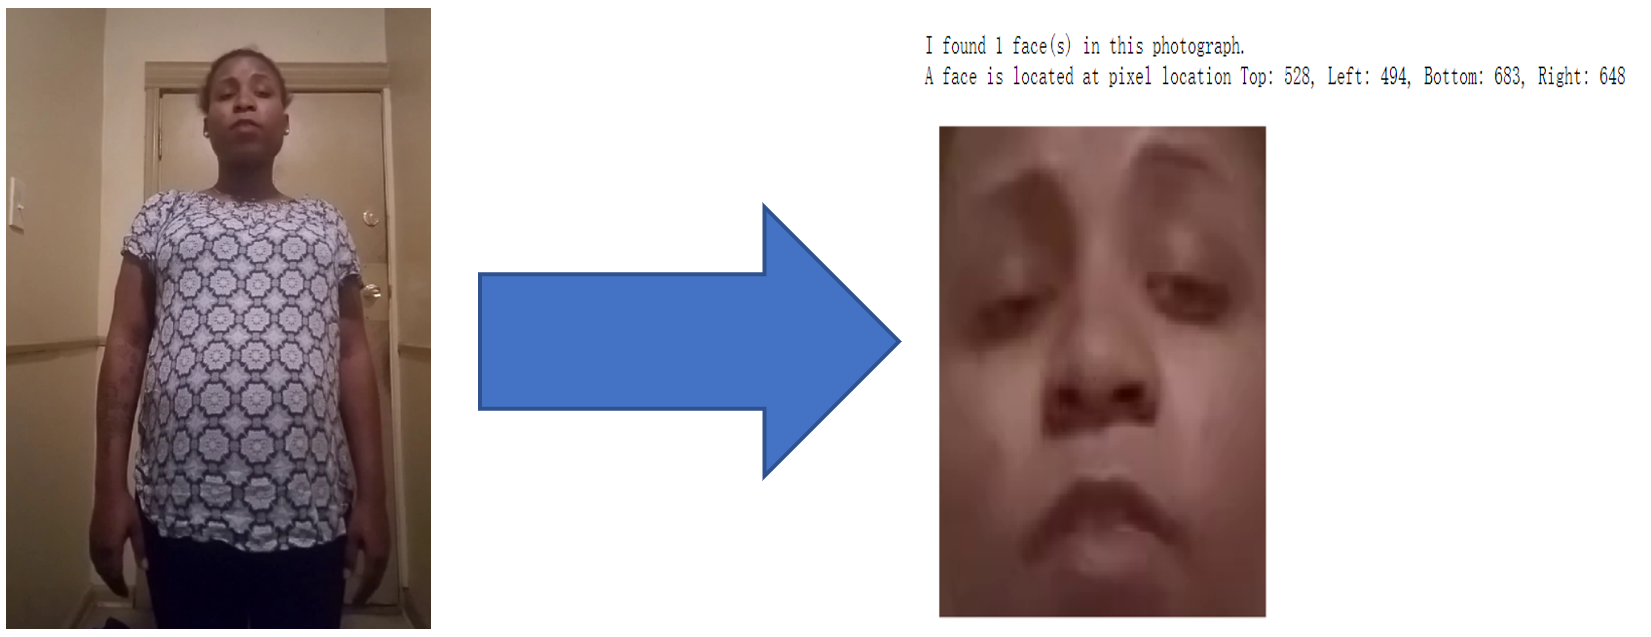 I found 1 face(s) in this photograph.
A face is located at pixel location Top: 528, Left: 494, Bottom: 683, Right: 648